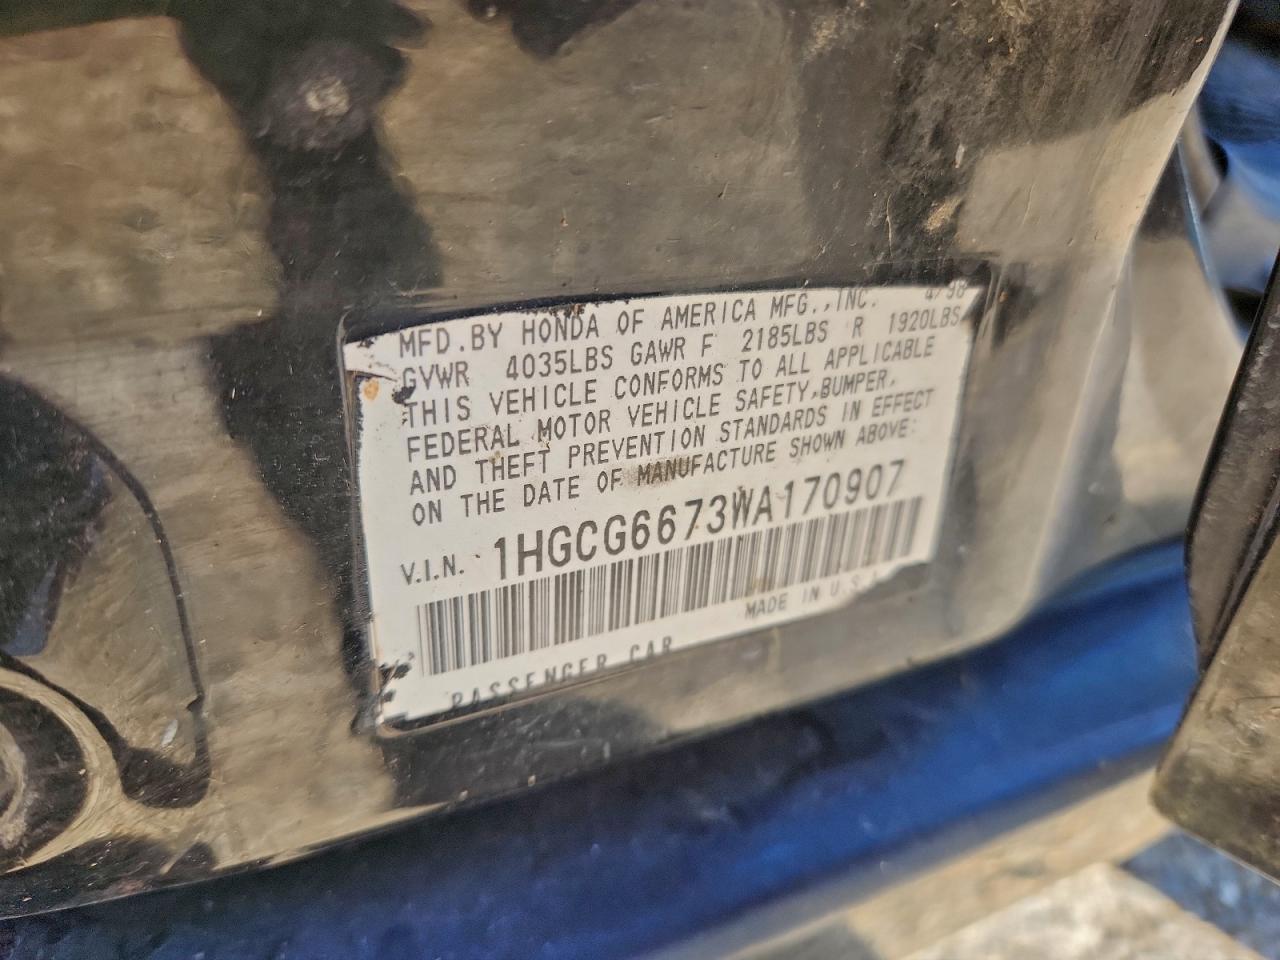 MFD. BY HONDA OF AMERICA MFG., INC. 4/98
GVWR 4035LBS GAWR F 2185LBS R 1920LBS
THIS VEHICLE CONFORMS TO ALL APPLICABLE
FEDERAL MOTOR VEHICLE SAFETY, BUMPER,
AND THEFT PREVENTION STANDARDS IN EFFECT
ON THE DATE OF MANUFACTURE SHOWN ABOVE:
V.I.N. 1HGCG6673WA170907
MADE IN U.S.A
PASSENGER CAR